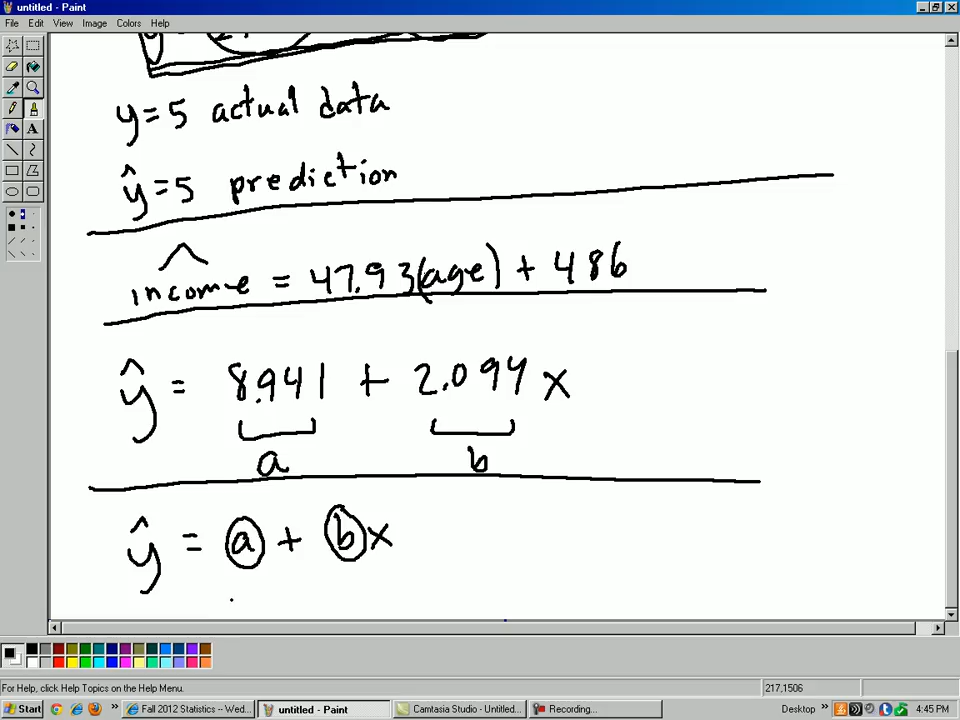 untitled - Paint
File Edit View Image Colors Help
y = 5 actual data
ŷ = 5 prediction
income = 47.93(age) + 486
ŷ = 8.941 + 2.094 x
a b
ŷ = a + b x
For Help, click Help Topics on the Help Menu.
217,1506
Start » Fall 2012 Statistics -- Wed... untitled - Paint Camtasia Studio - Untitled... Recording... Desktop » 4:45 PM